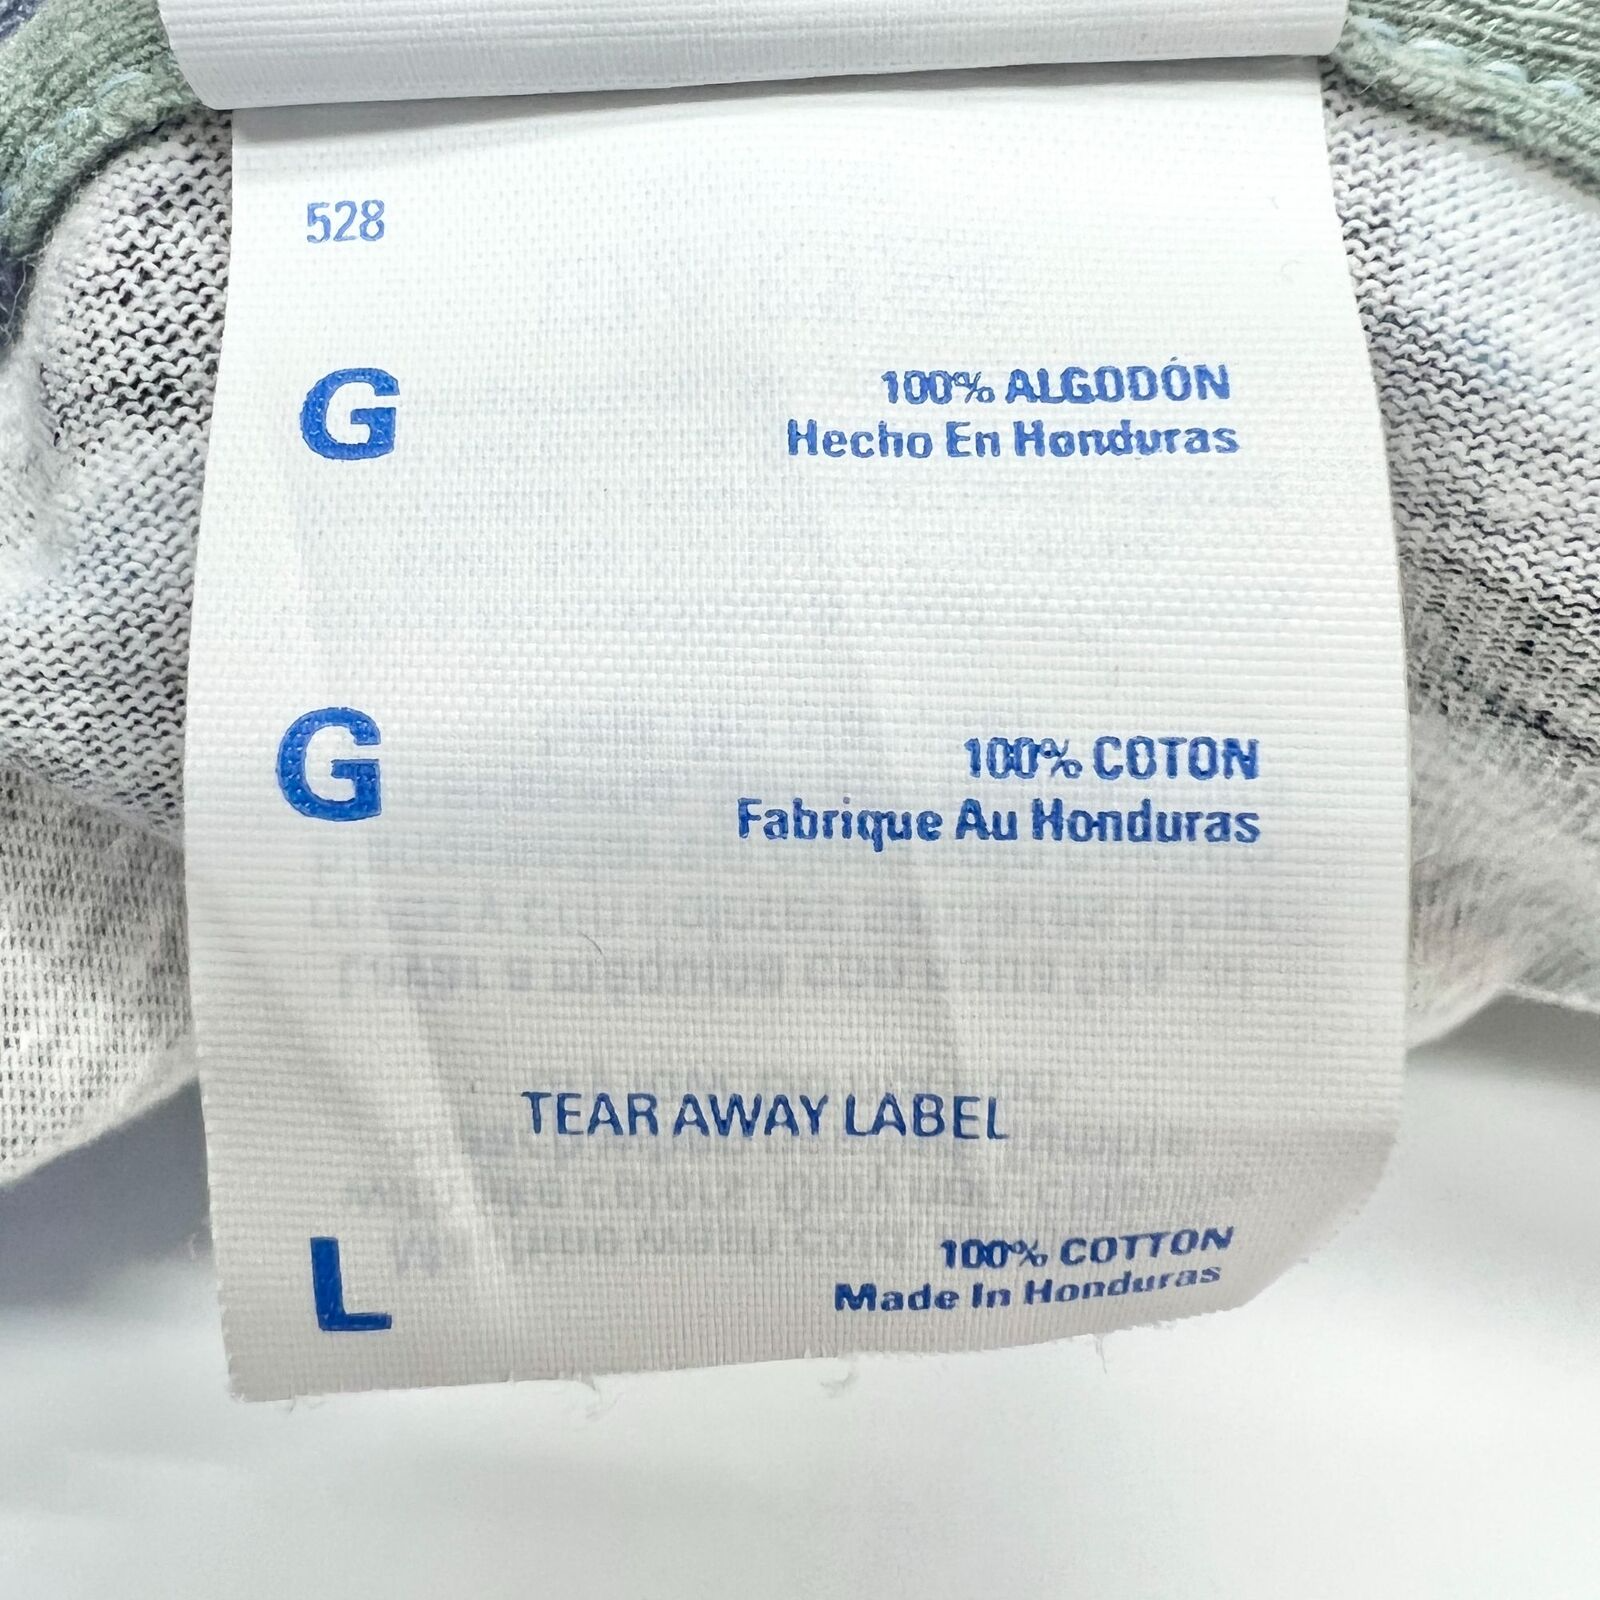 528
G
100% ALGODÓN
Hecho En Honduras
G
100% COTON
Fabrique Au Honduras
TEAR AWAY LABEL
L
100% COTTON
Made In Honduras